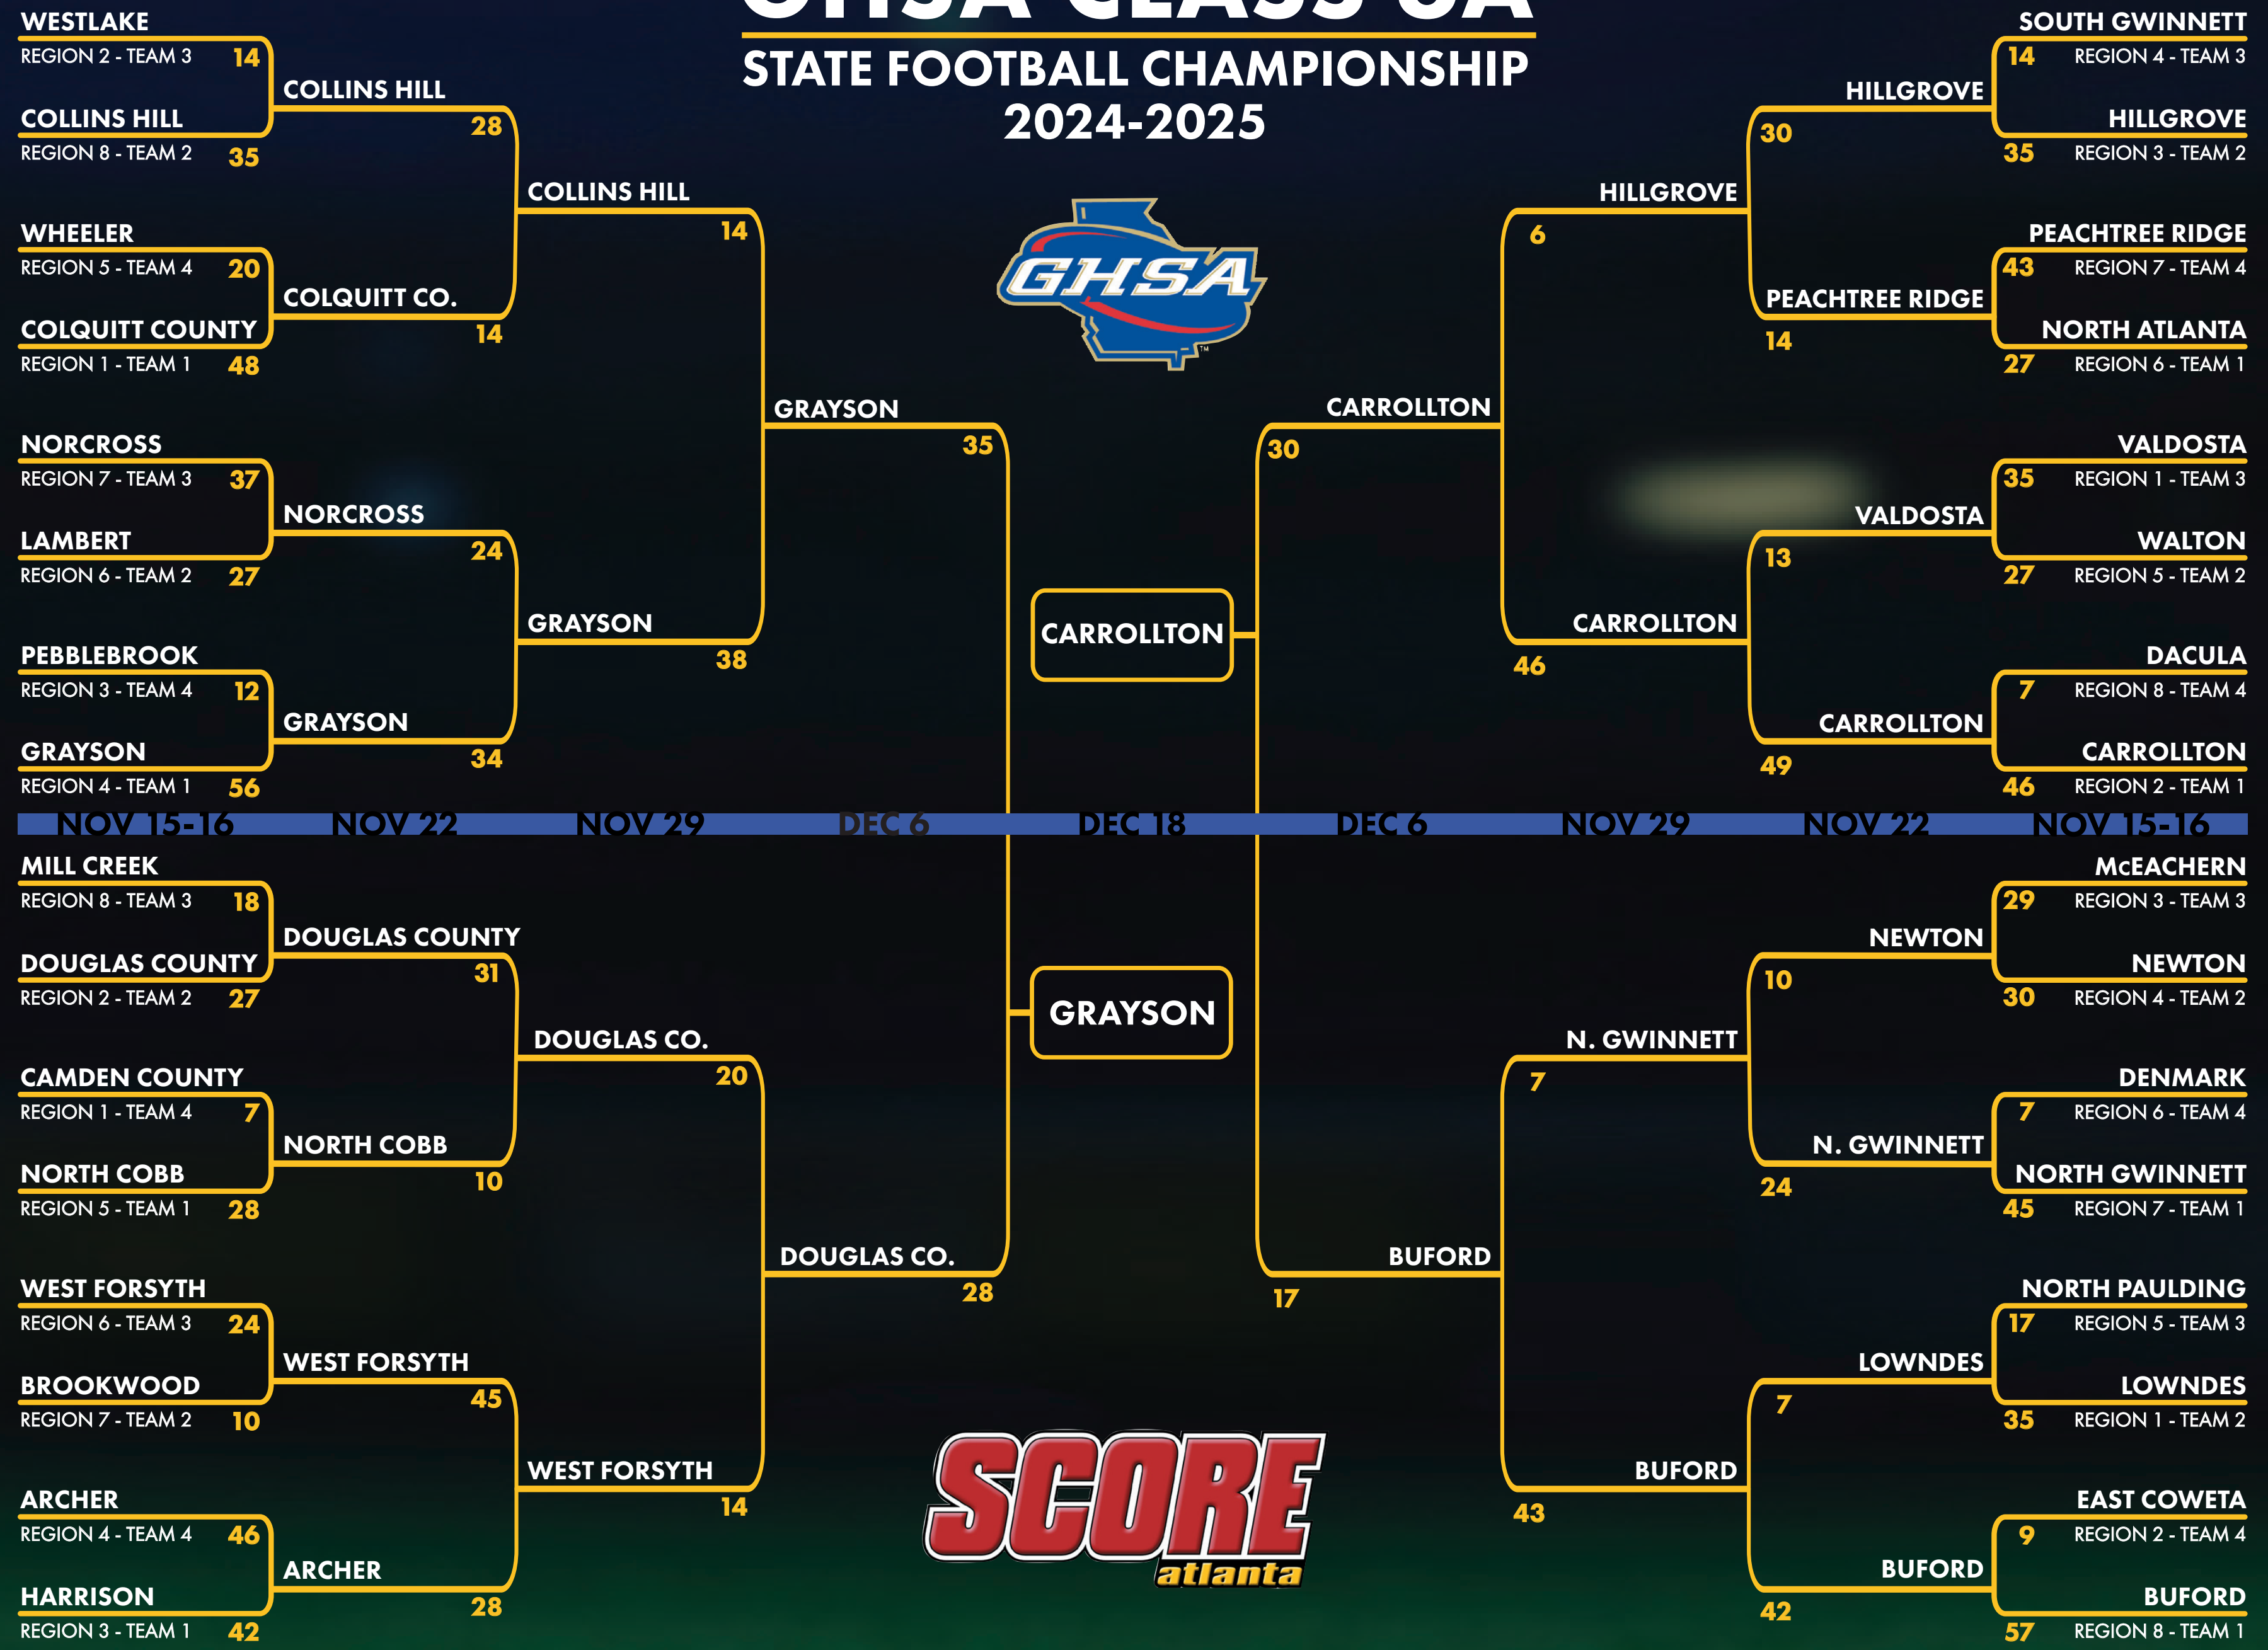 GHSA CLASS 6A
STATE FOOTBALL CHAMPIONSHIP
2024-2025
WESTLAKE
REGION 2 - TEAM 3 14
COLLINS HILL
REGION 8 - TEAM 2 35
WHEELER
REGION 5 - TEAM 4 20
COLQUITT COUNTY
REGION 1 - TEAM 1 48
NORCROSS
REGION 7 - TEAM 3 37
LAMBERT
REGION 6 - TEAM 2 27
PEBBLEBROOK
REGION 3 - TEAM 4 12
GRAYSON
REGION 4 - TEAM 1 56
COLLINS HILL
28
COLQUITT CO.
14
NORCROSS
24
GRAYSON
34
COLLINS HILL
14
GRAYSON
38
GRAYSON
35
GHSA
TM
CARROLLTON
CARROLLTON
30
HILLGROVE
6
CARROLLTON
46
HILLGROVE
30
PEACHTREE RIDGE
14
VALDOSTA
13
CARROLLTON
49
SOUTH GWINNETT
14 REGION 4 - TEAM 3
HILLGROVE
35 REGION 3 - TEAM 2
PEACHTREE RIDGE
43 REGION 7 - TEAM 4
NORTH ATLANTA
27 REGION 6 - TEAM 1
VALDOSTA
35 REGION 1 - TEAM 3
WALTON
27 REGION 5 - TEAM 2
DACULA
7 REGION 8 - TEAM 4
CARROLLTON
46 REGION 2 - TEAM 1
NOV 15-16 NOV 22 NOV 29 DEC 6 DEC 18 DEC 6 NOV 29 NOV 22 NOV 15-16
MILL CREEK
REGION 8 - TEAM 3 18
DOUGLAS COUNTY
REGION 2 - TEAM 2 27
CAMDEN COUNTY
REGION 1 - TEAM 4 7
NORTH COBB
REGION 5 - TEAM 1 28
WEST FORSYTH
REGION 6 - TEAM 3 24
BROOKWOOD
REGION 7 - TEAM 2 10
ARCHER
REGION 4 - TEAM 4 46
HARRISON
REGION 3 - TEAM 1 42
DOUGLAS COUNTY
31
NORTH COBB
10
WEST FORSYTH
45
ARCHER
28
DOUGLAS CO.
20
WEST FORSYTH
14
DOUGLAS CO.
28
GRAYSON
SCORE
atlanta
BUFORD
17
N. GWINNETT
7
BUFORD
43
NEWTON
10
N. GWINNETT
24
LOWNDES
7
BUFORD
42
McEACHERN
29 REGION 3 - TEAM 3
NEWTON
30 REGION 4 - TEAM 2
DENMARK
7 REGION 6 - TEAM 4
NORTH GWINNETT
45 REGION 7 - TEAM 1
NORTH PAULDING
17 REGION 5 - TEAM 3
LOWNDES
35 REGION 1 - TEAM 2
EAST COWETA
9 REGION 2 - TEAM 4
BUFORD
57 REGION 8 - TEAM 1